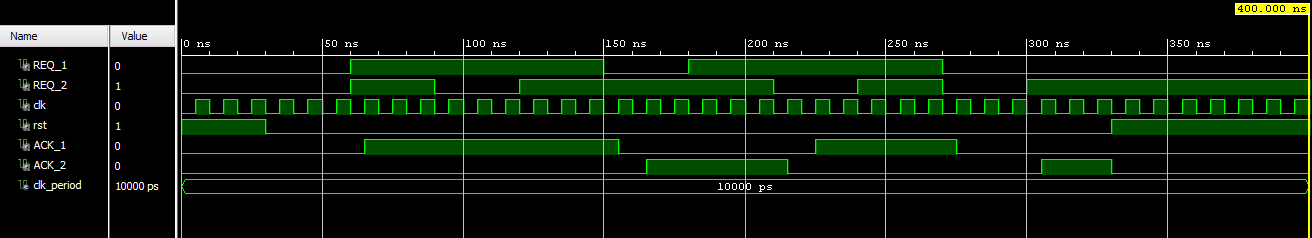 400.000 ns
Name Value
0 ns 50 ns 100 ns 150 ns 200 ns 250 ns 300 ns 350 ns
REQ_1 0
REQ_2 1
clk 0
rst 1
ACK_1 0
ACK_2 0
clk_period 10000 ps 10000 ps